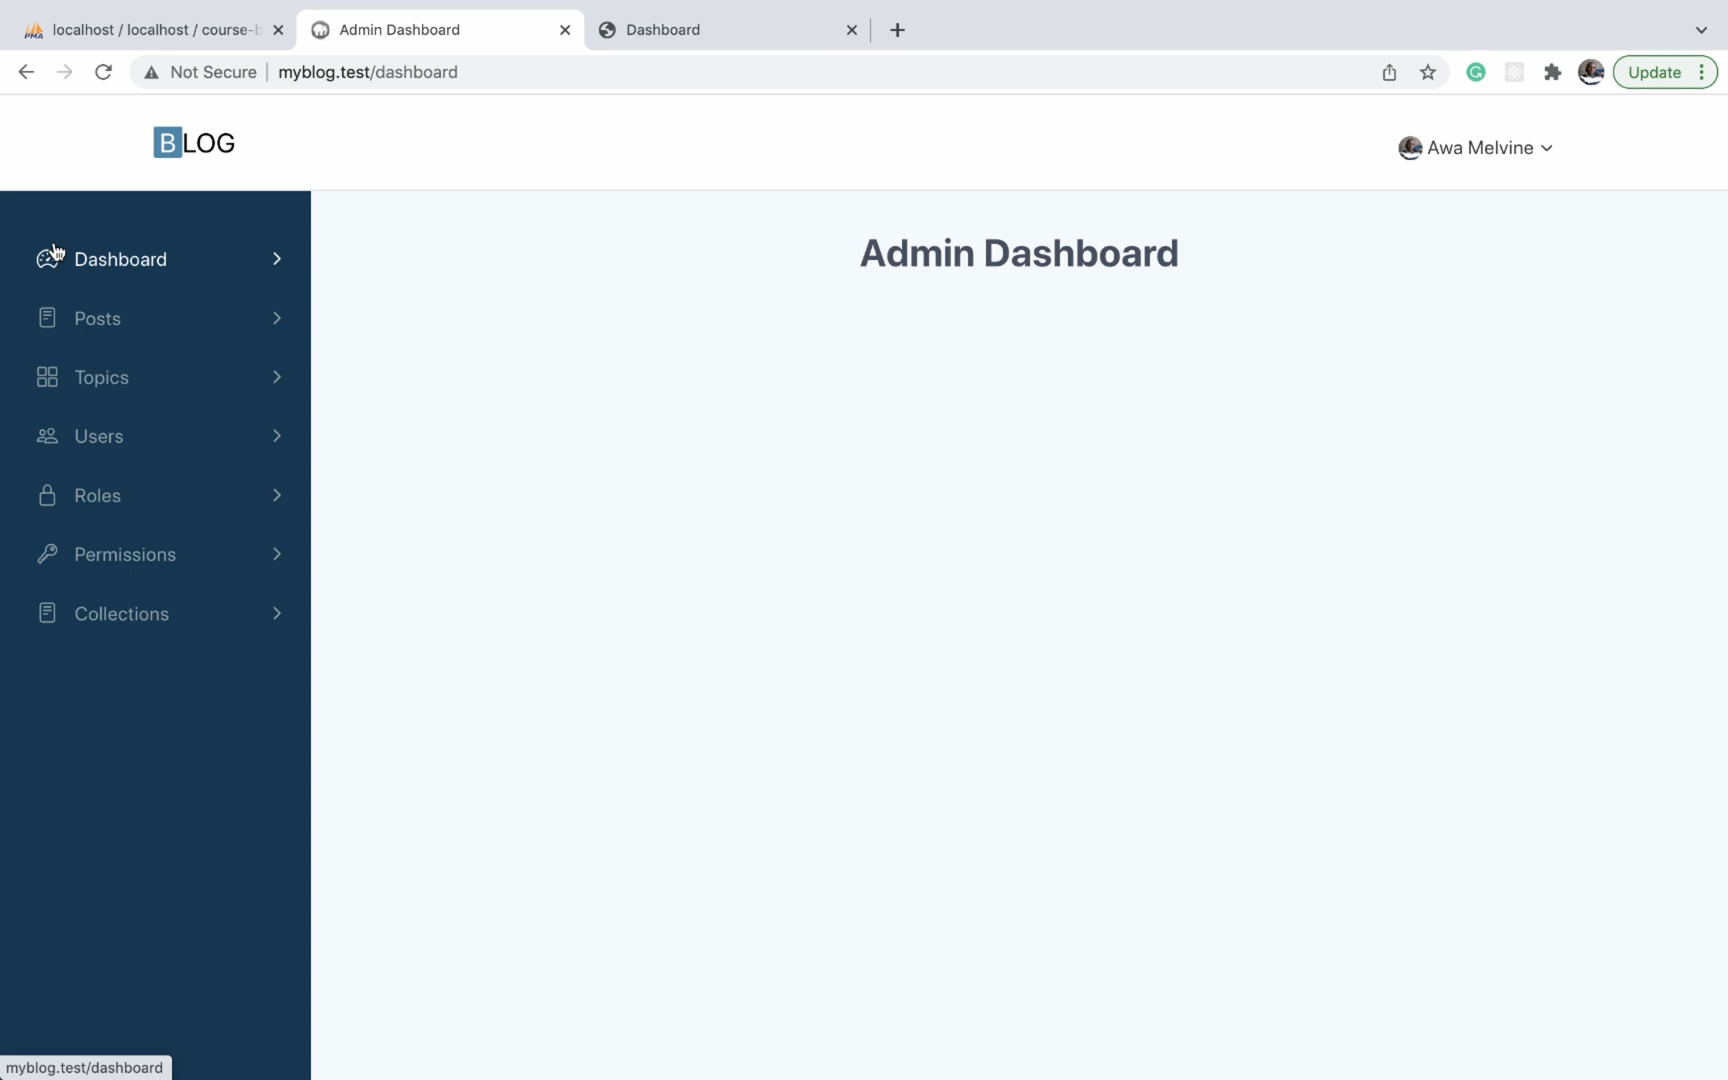 localhost / localhost / course-b
Admin Dashboard
Dashboard
Not Secure
myblog.test/dashboard
Update
BLOG
Awa Melvine
Dashboard
Posts
Topics
Users
Roles
Permissions
Collections
Admin Dashboard
myblog.test/dashboard